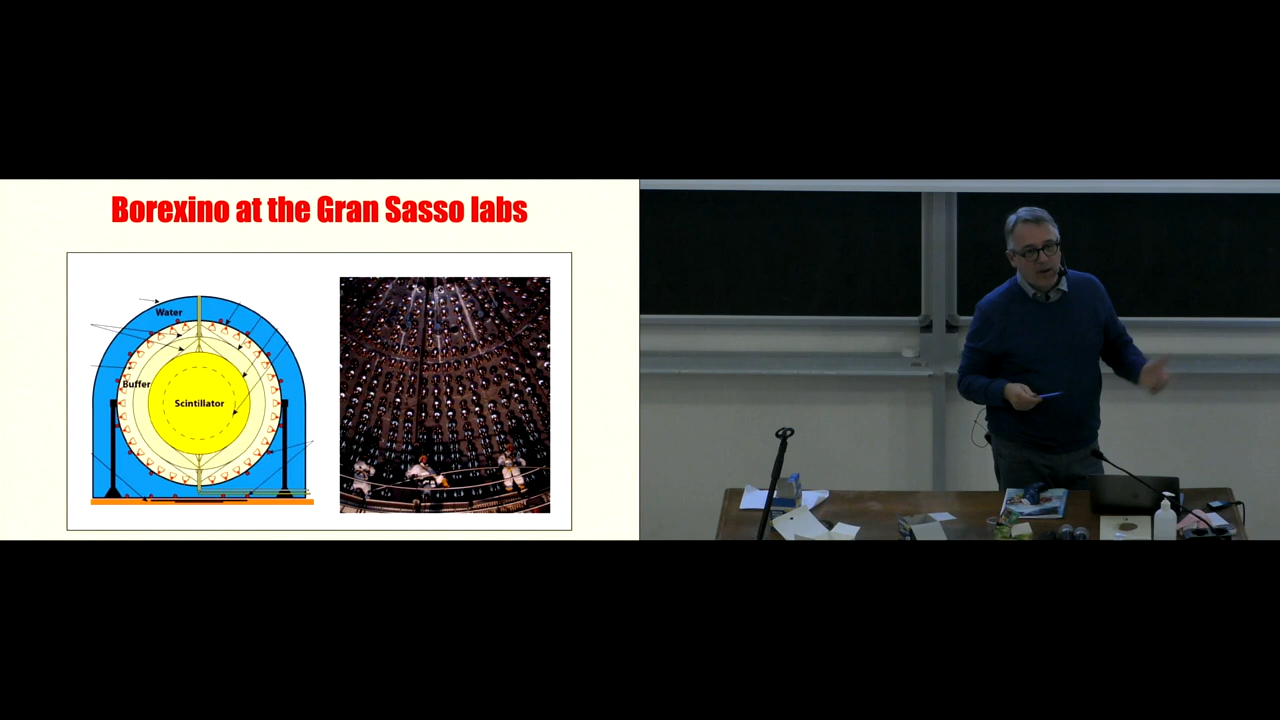 Borexino at the Gran Sasso labs
Water
Buffer
Scintillator